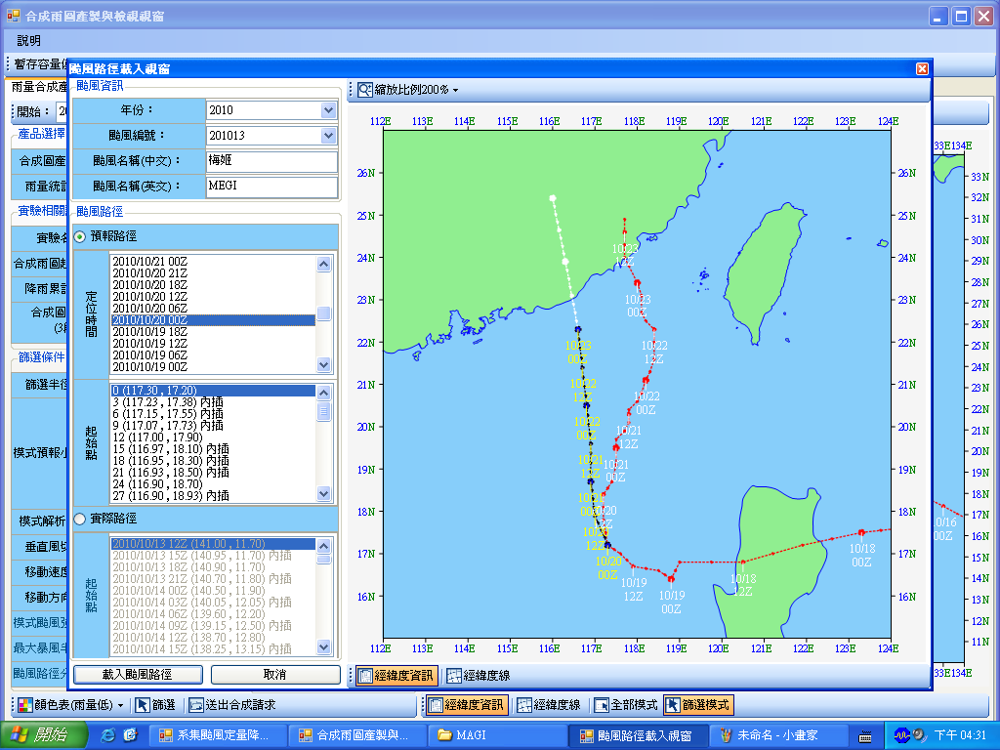 合成雨圖產製與檢視視窗
說明
暫存容量
雨量合成產
開始：
產品選擇
合成圖產
雨量統
實驗相關
實驗名
合成雨圖
降雨累
合成圖
篩選條件
篩選半徑
模式預報小
模式解析
垂直風切
移動速度
移動方向
模式颱風強
最大暴風半
颱風路徑分
颱風路徑載入視窗
颱風資訊
年份： 2010
颱風編號： 201013
颱風名稱(中文)： 梅姬
颱風名稱(英文)： MEGI
颱風路徑
預報路徑
定位時間
2010/10/21 00Z
2010/10/20 21Z
2010/10/20 18Z
2010/10/20 12Z
2010/10/20 06Z
2010/10/20 00Z
2010/10/19 18Z
2010/10/19 12Z
2010/10/19 06Z
2010/10/19 00Z
起始點
0 (117.30 , 17.20)
3 (117.23 , 17.38) 內插
6 (117.15 , 17.55) 內插
9 (117.07 , 17.73) 內插
12 (117.00 , 17.90)
15 (116.97 , 18.10) 內插
18 (116.95 , 18.30) 內插
21 (116.93 , 18.50) 內插
24 (116.90 , 18.70)
27 (116.90 , 18.93) 內插
實際路徑
起始點
2010/10/13 12Z (141.00 , 11.70)
2010/10/13 15Z (140.95 , 11.70) 內插
2010/10/13 18Z (140.90 , 11.70)
2010/10/13 21Z (140.70 , 11.80) 內插
2010/10/14 00Z (140.50 , 11.90)
2010/10/14 03Z (140.05 , 12.05) 內插
2010/10/14 06Z (139.60 , 12.20)
2010/10/14 09Z (139.15 , 12.50) 內插
2010/10/14 12Z (138.70 , 12.80)
2010/10/14 15Z (138.25 , 13.15) 內插
載入颱風路徑 取消
縮放比例200%
112E 113E 114E 115E 116E 117E 118E 119E 120E 121E 122E 123E 124E
26N 26N
25N 25N
24N 24N
23N 23N
22N 22N
21N 21N
20N 20N
19N 19N
18N 18N
17N 17N
16N 16N
10/23
12Z
10/23
00Z
10/22
12Z
10/22
00Z
10/21
12Z
10/21
00Z
10/20
12Z
10/19
12Z
10/19
00Z
10/18
12Z
10/18
00Z
10/23
00Z
10/22
12Z
10/22
00Z
10/21
12Z
10/21
00Z
10/20
12Z
10/20
00Z
112E 113E 114E 115E 116E 117E 118E 119E 120E 121E 122E 123E 124E
經緯度資訊 經緯度線
33E134E
33N
32N
31N
30N
29N
28N
27N
26N
25N
24N
23N
22N
21N
20N
19N
18N
17N
16N
15N
14N
13N
12N
11N
10/16
00Z
33E134E
顏色表(雨量低) 篩選 送出合成請求 經緯度資訊 經緯度線 全部模式 篩選模式
開始 系集颱風定量降... 合成雨圖產製與... MAGI 颱風路徑載入視窗 未命名 - 小畫家 下午 04:31